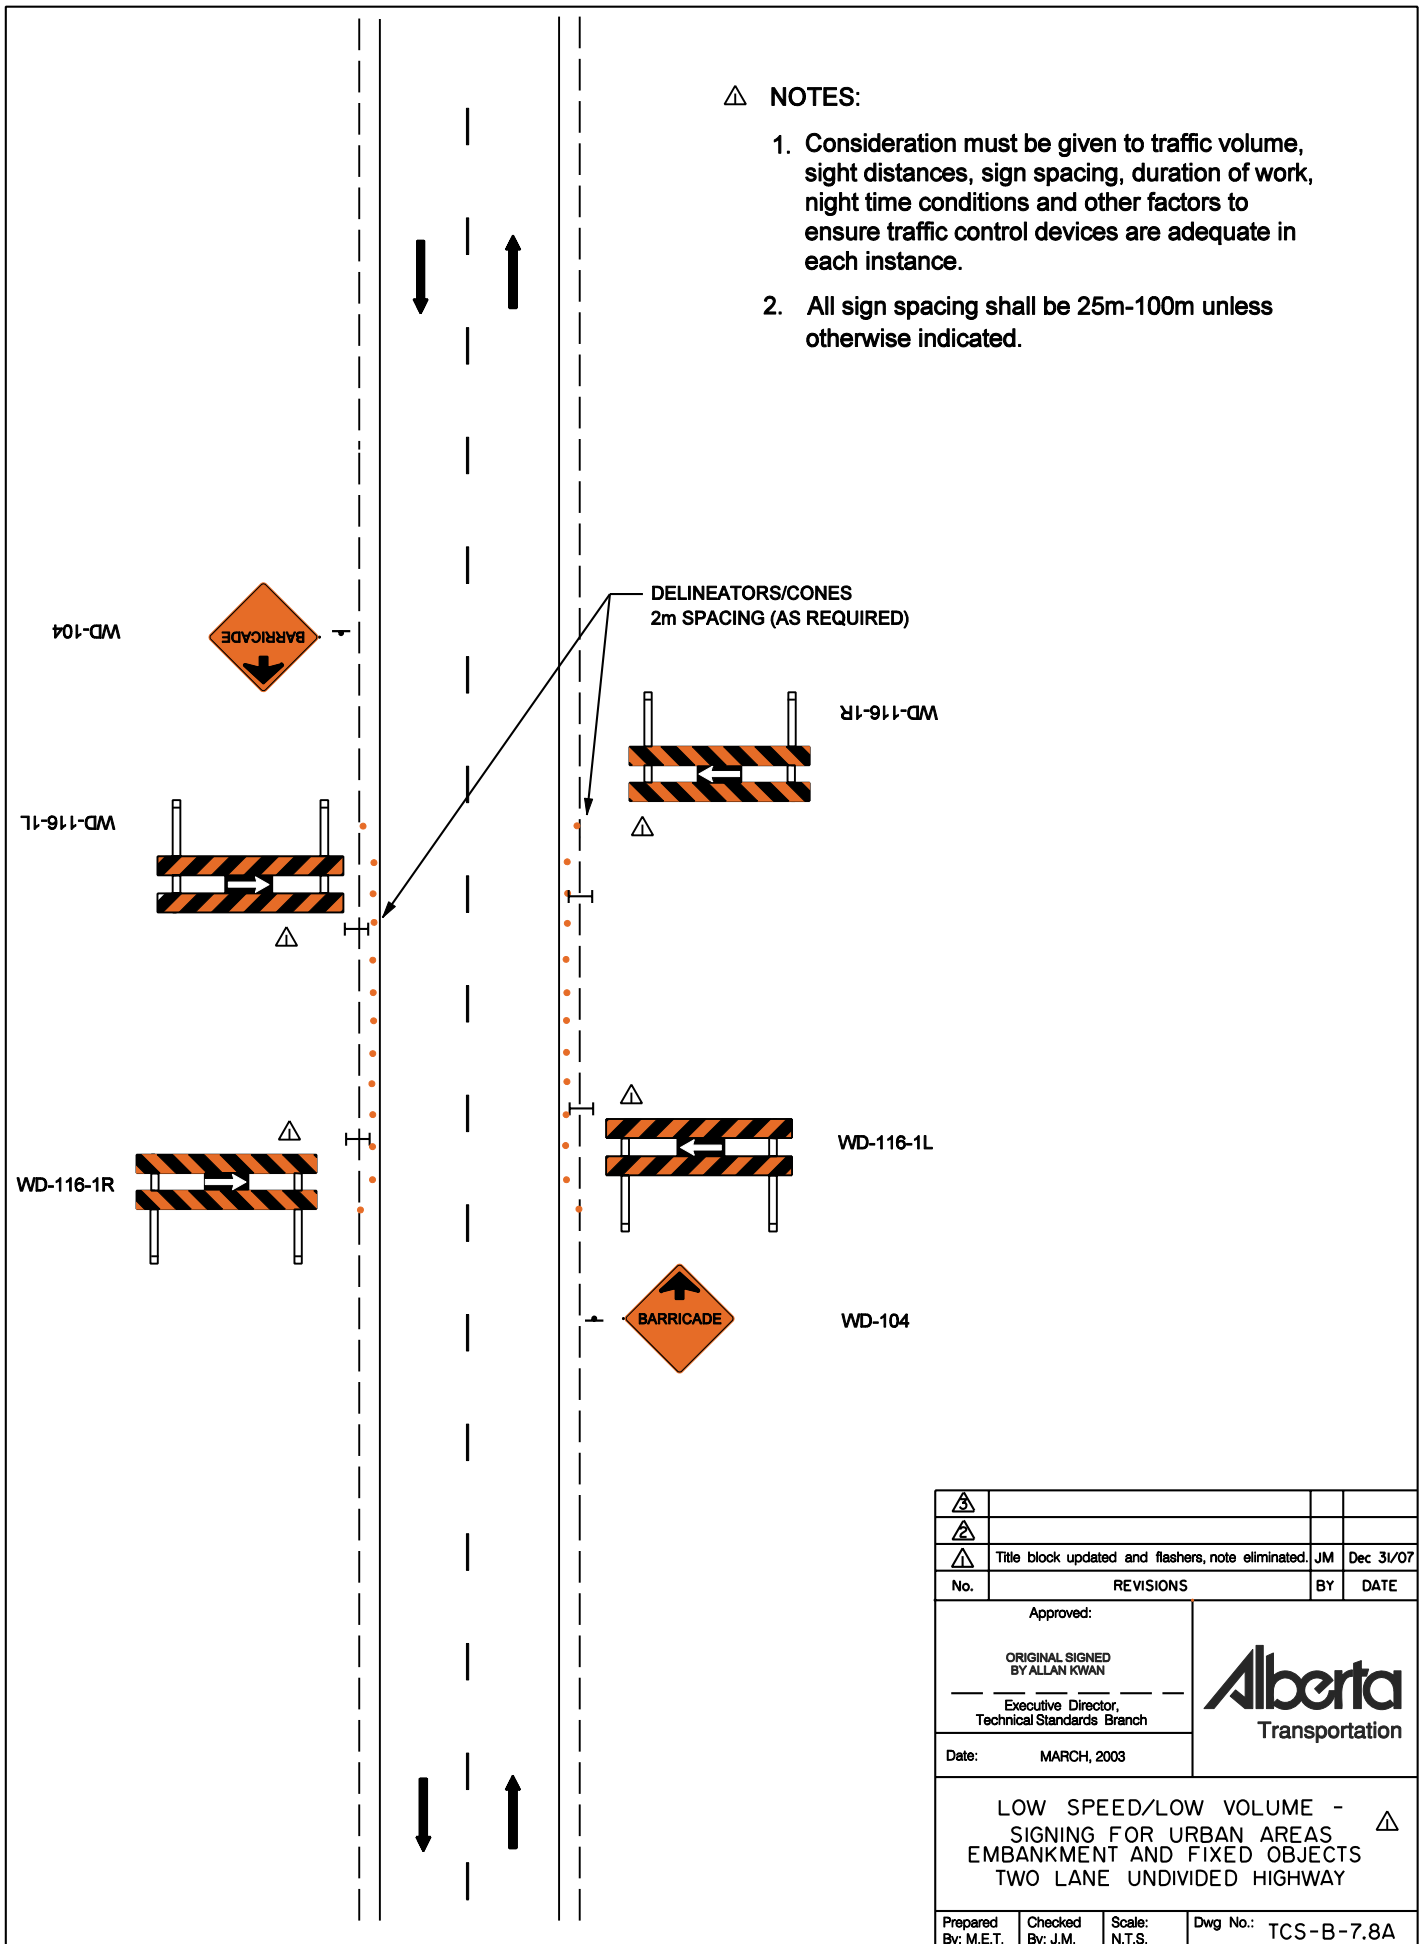 NOTES:
1. Consideration must be given to traffic volume,
sight distances, sign spacing, duration of work,
night time conditions and other factors to
ensure traffic control devices are adequate in
each instance.
2. All sign spacing shall be 25m-100m unless
otherwise indicated.
DELINEATORS/CONES
2m SPACING (AS REQUIRED)
WD-104
BARRICADE
WD-116-1R
WD-116-1L
WD-116-1L
WD-116-1R
BARRICADE
WD-104
3
2
1 Title block updated and flashers, note eliminated. JM Dec 31/07
No. REVISIONS BY DATE
Approved:
ORIGINAL SIGNED
BY ALLAN KWAN
Executive Director,
Technical Standards Branch
Date: MARCH, 2003
Alberta
Transportation
LOW SPEED/LOW VOLUME -
SIGNING FOR URBAN AREAS
EMBANKMENT AND FIXED OBJECTS
TWO LANE UNDIVIDED HIGHWAY
Prepared
By: M.E.T.
Checked
By: J.M.
Scale:
N.T.S.
Dwg No.: TCS-B-7.8A